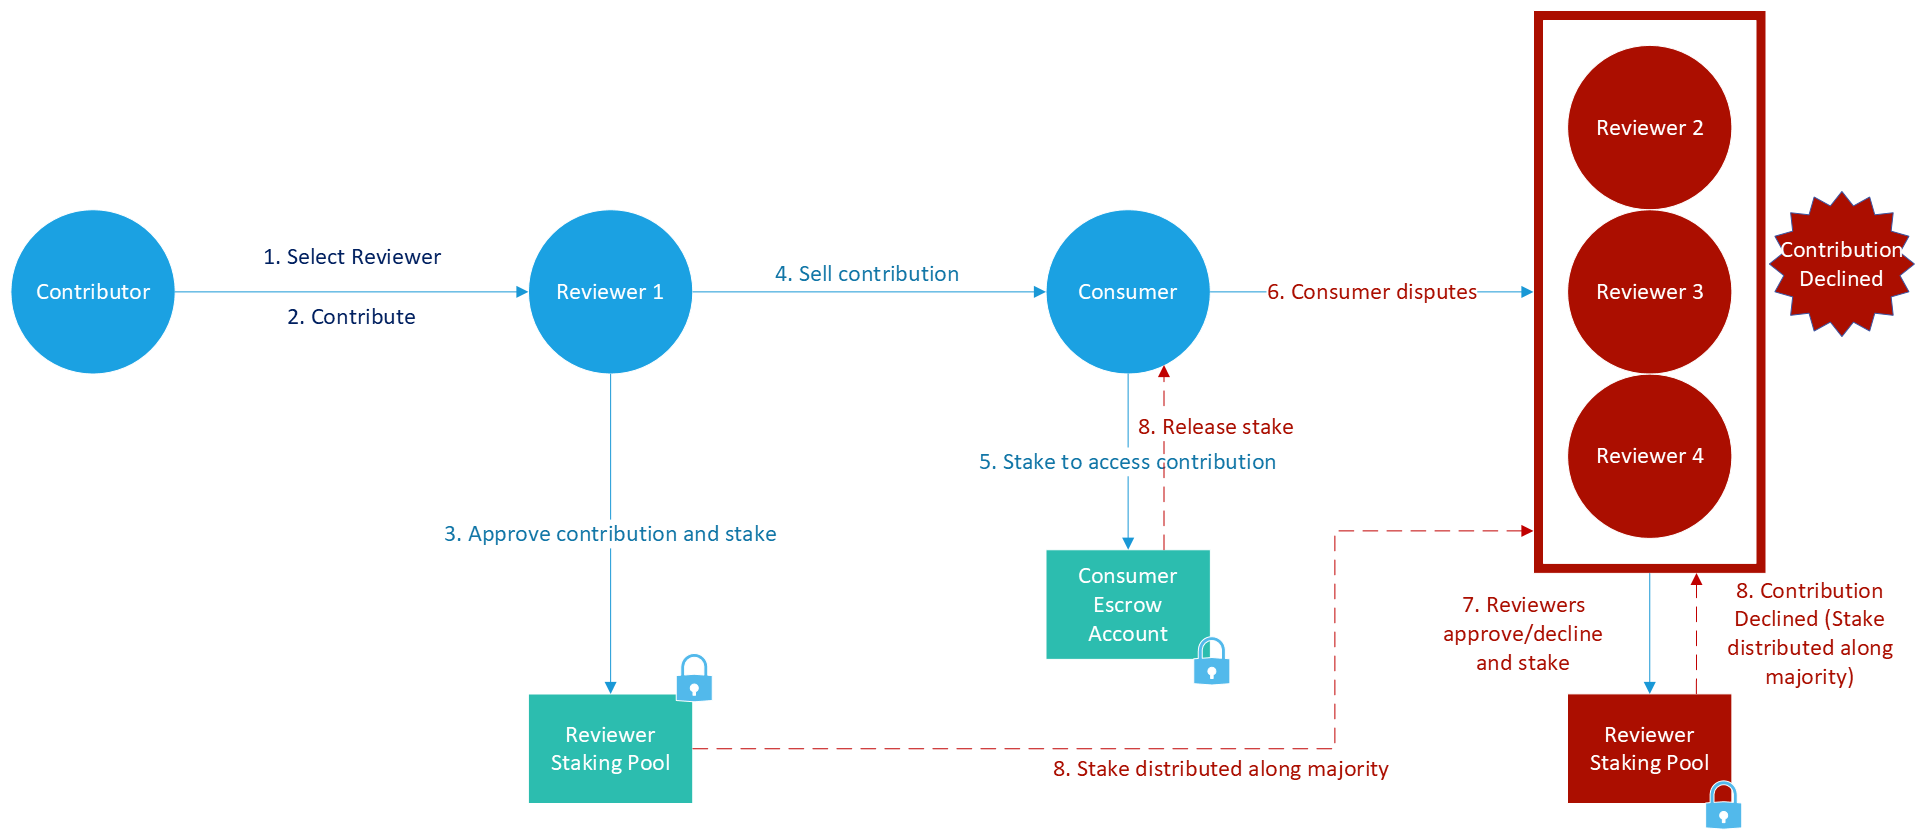 Contributor
1. Select Reviewer
2. Contribute
Reviewer 1
4. Sell contribution
Consumer
6. Consumer disputes
Reviewer 2
Reviewer 3
Reviewer 4
Contribution
Declined
8. Release stake
5. Stake to access contribution
3. Approve contribution and stake
Consumer
Escrow
Account
7. Reviewers
approve/decline
and stake
8. Contribution
Declined (Stake
distributed along
majority)
Reviewer
Staking Pool
8. Stake distributed along majority
Reviewer
Staking Pool